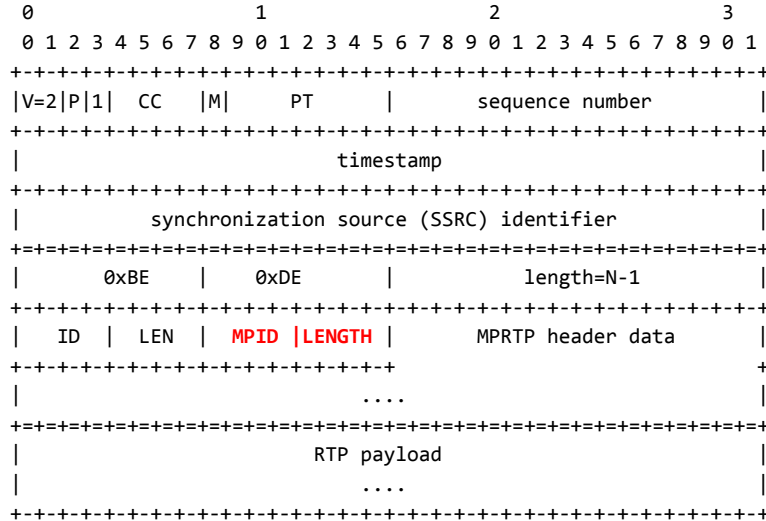 0                   1                   2                   3
 0 1 2 3 4 5 6 7 8 9 0 1 2 3 4 5 6 7 8 9 0 1 2 3 4 5 6 7 8 9 0 1
+-+-+-+-+-+-+-+-+-+-+-+-+-+-+-+-+-+-+-+-+-+-+-+-+-+-+-+-+-+-+-+-+
|V=2|P|1|  CC   |M|     PT      |       sequence number         |
+-+-+-+-+-+-+-+-+-+-+-+-+-+-+-+-+-+-+-+-+-+-+-+-+-+-+-+-+-+-+-+-+
|                           timestamp                           |
+-+-+-+-+-+-+-+-+-+-+-+-+-+-+-+-+-+-+-+-+-+-+-+-+-+-+-+-+-+-+-+-+
|           synchronization source (SSRC) identifier            |
+=+=+=+=+=+=+=+=+=+=+=+=+=+=+=+=+=+=+=+=+=+=+=+=+=+=+=+=+=+=+=+=+
|       0xBE    |    0xDE       |           length=N-1          |
+-+-+-+-+-+-+-+-+-+-+-+-+-+-+-+-+-+-+-+-+-+-+-+-+-+-+-+-+-+-+-+-+
|   ID  |  LEN  |  MPID |LENGTH |       MPRTP header data       |
+-+-+-+-+-+-+-+-+-+-+-+-+-+-+-+-+                               +
|                             ....                              |
+=+=+=+=+=+=+=+=+=+=+=+=+=+=+=+=+=+=+=+=+=+=+=+=+=+=+=+=+=+=+=+=+
|                         RTP payload                           |
|                             ....                              |
+-+-+-+-+-+-+-+-+-+-+-+-+-+-+-+-+-+-+-+-+-+-+-+-+-+-+-+-+-+-+-+-+